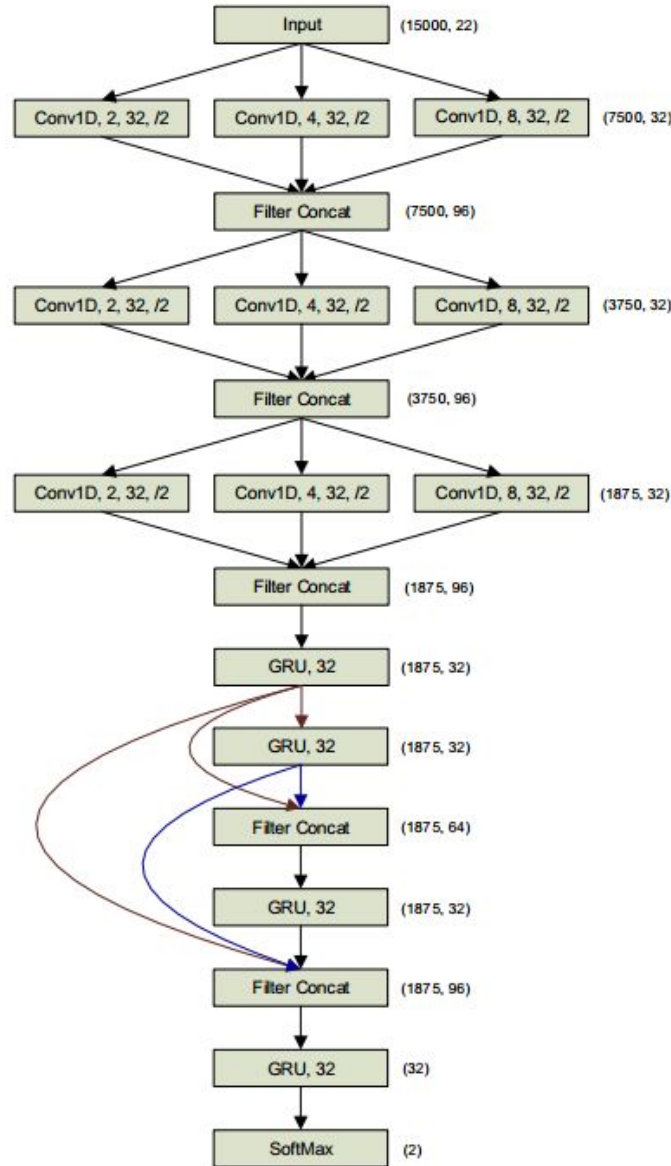 Input (15000, 22)
Conv1D, 2, 32, /2 Conv1D, 4, 32, /2 Conv1D, 8, 32, /2 (7500, 32)
Filter Concat (7500, 96)
Conv1D, 2, 32, /2 Conv1D, 4, 32, /2 Conv1D, 8, 32, /2 (3750, 32)
Filter Concat (3750, 96)
Conv1D, 2, 32, /2 Conv1D, 4, 32, /2 Conv1D, 8, 32, /2 (1875, 32)
Filter Concat (1875, 96)
GRU, 32 (1875, 32)
GRU, 32 (1875, 32)
Filter Concat (1875, 64)
GRU, 32 (1875, 32)
Filter Concat (1875, 96)
GRU, 32 (32)
SoftMax (2)